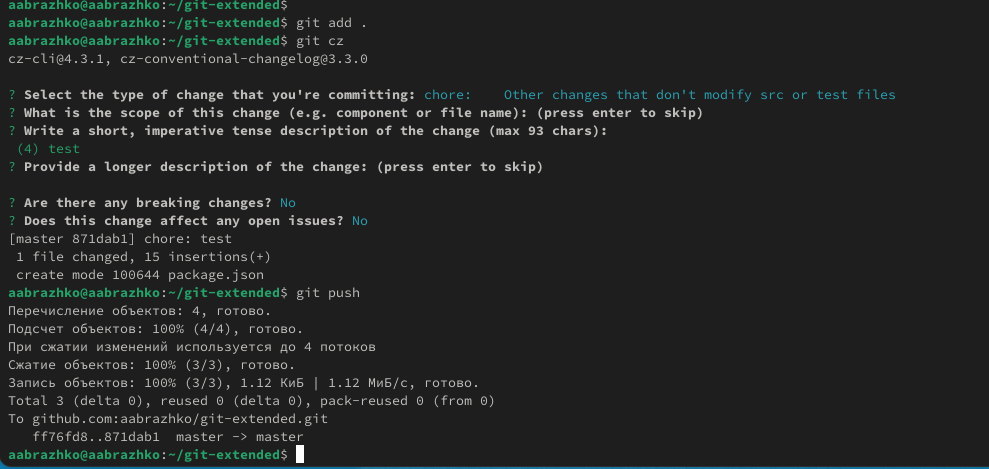 aabrazhko@aabrazhko:~/git-extended$
aabrazhko@aabrazhko:~/git-extended$ git add .
aabrazhko@aabrazhko:~/git-extended$ git cz
cz-cli@4.3.1, cz-conventional-changelog@3.3.0
? Select the type of change that you're committing: chore:    Other changes that don't modify src or test files
? What is the scope of this change (e.g. component or file name): (press enter to skip)
? Write a short, imperative tense description of the change (max 93 chars):
 (4) test
? Provide a longer description of the change: (press enter to skip)
? Are there any breaking changes? No
? Does this change affect any open issues? No
[master 871dab1] chore: test
 1 file changed, 15 insertions(+)
 create mode 100644 package.json
aabrazhko@aabrazhko:~/git-extended$ git push
Перечисление объектов: 4, готово.
Подсчет объектов: 100% (4/4), готово.
При сжатии изменений используется до 4 потоков
Сжатие объектов: 100% (3/3), готово.
Запись объектов: 100% (3/3), 1.12 КиБ | 1.12 МиБ/с, готово.
Total 3 (delta 0), reused 0 (delta 0), pack-reused 0 (from 0)
To github.com:aabrazhko/git-extended.git
   ff76fd8..871dab1  master -> master
aabrazhko@aabrazhko:~/git-extended$